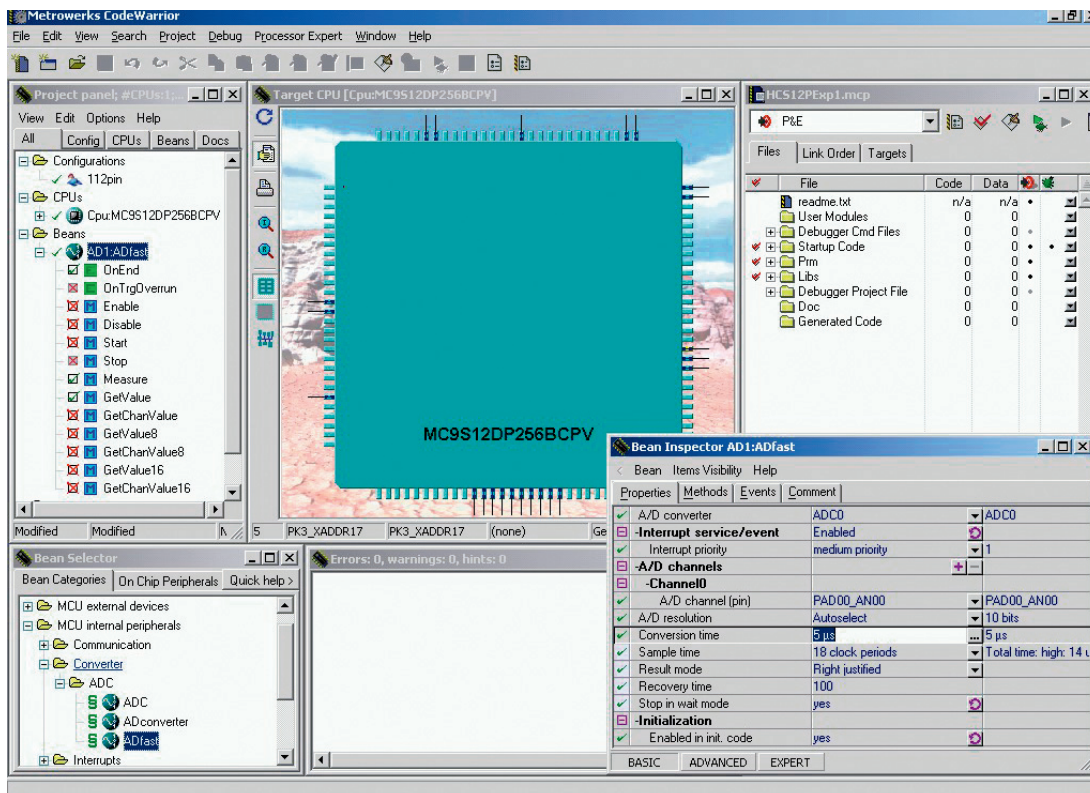 Metrowerks CodeWarrior
File Edit View Search Project Debug Processor Expert Window Help
Project panel; #CPUs:1;...
View Edit Options Help
All Config CPUs Beans Docs
Configurations
112pin
CPUs
Cpu:MC9S12DP256BCPV
Beans
AD1:ADfast
OnEnd
OnTrgOverrun
Enable
Disable
Start
Stop
Measure
GetValue
GetChanValue
GetValue8
GetChanValue8
GetValue16
GetChanValue16
Modified Modified
Target CPU [Cpu:MC9S12DP256BCPV]
MC9S12DP256BCPV
5 PK3_XADDR17 PK3_XADDR17 (none) Ge
HCS12PExp1.mcp
P&E
Files Link Order Targets
File Code Data
readme.txt n/a n/a
User Modules 0 0
Debugger Cmd Files 0 0
Startup Code 0 0
Prm 0 0
Libs 0 0
Debugger Project File 0 0
Doc 0 0
Generated Code 0 0
Bean Selector
Bean Categories On Chip Peripherals Quick help >
MCU external devices
MCU internal peripherals
Communication
Converter
ADC
ADC
ADconverter
ADfast
Interrupts
Errors: 0, warnings: 0, hints: 0
Bean Inspector AD1:ADfast
< Bean Items Visibility Help
Properties Methods Events Comment
A/D converter ADC0 ADC0
-Interrupt service/event Enabled
Interrupt priority medium priority 1
-A/D channels + -
-Channel0
A/D channel (pin) PAD00_AN00 PAD00_AN00
A/D resolution Autoselect 10 bits
Conversion time 5 µs ... 5 µs
Sample time 18 clock periods Total time: high: 14 u
Result mode Right justified
Recovery time 100
Stop in wait mode yes
-Initialization
Enabled in init. code yes
BASIC ADVANCED EXPERT